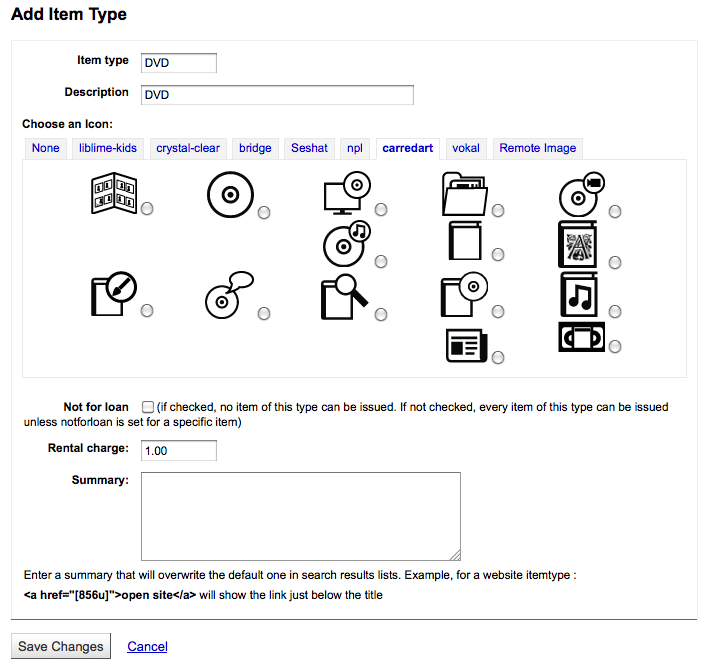 Add Item Type
Item type DVD
Description DVD
Choose an Icon:
None liblime-kids crystal-clear bridge Seshat npl carredart vokal Remote Image
Not for loan (if checked, no item of this type can be issued. If not checked, every item of this type can be issued
unless notforloan is set for a specific item)
Rental charge: 1.00
Summary:
Enter a summary that will overwrite the default one in search results lists. Example, for a website itemtype :
<a href="[856u]">open site</a> will show the link just below the title
Save Changes Cancel